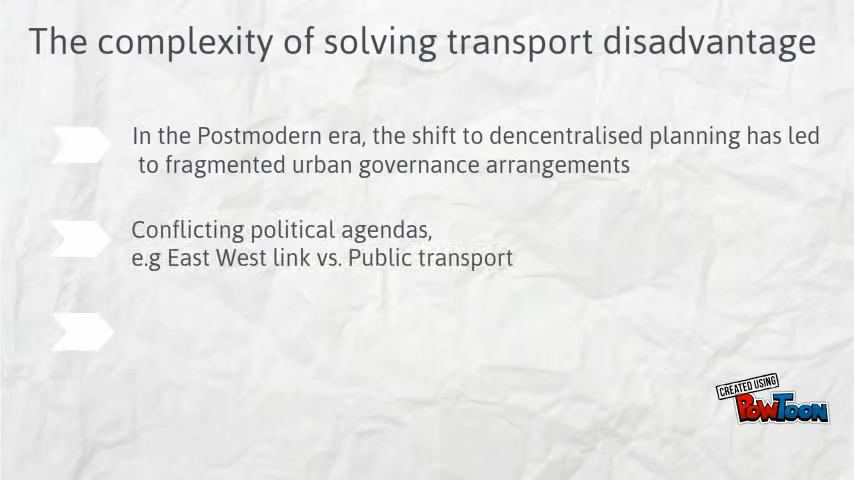 The complexity of solving transport disadvantage
In the Postmodern era, the shift to dencentralised planning has led
to fragmented urban governance arrangements
Conflicting political agendas,
e.g East West link vs. Public transport
CREATED USING
PowToon